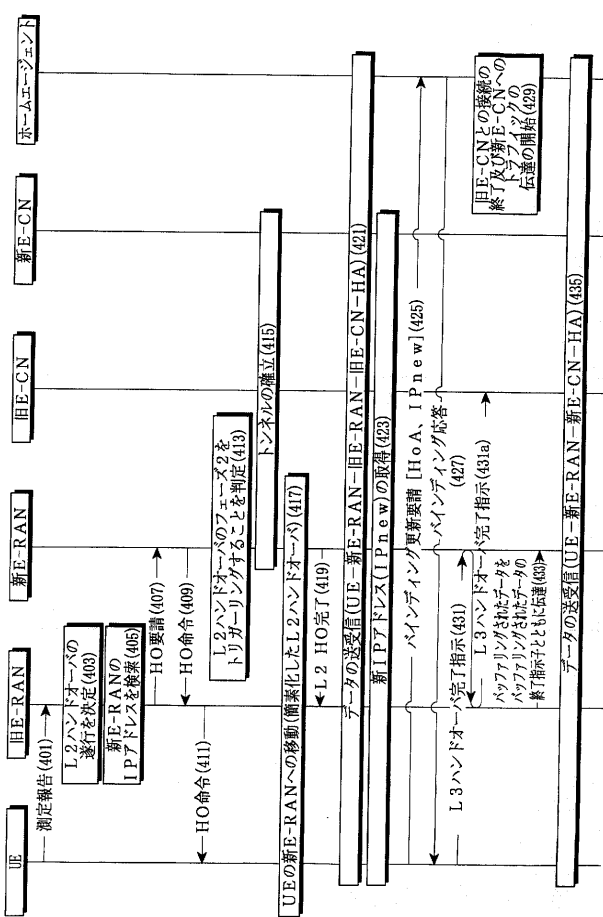 UE
旧E-RAN
新E-RAN
旧E-CN
新E-CN
ホームエージェント
測定報告(401)
L2ハンドオーバの
遂行を決定(403)
新E-RANの
IPアドレスを検索(405)
HO要請(407)
HO命令(409)
HO命令(411)
L2ハンドオーバのフェーズ2を
トリガーリングすることを判定(413)
トンネルの確立(415)
UEの新E-RANへの移動(簡素化したL2ハンドオーバ)(417)
L2 HO完了(419)
データの送受信(UE-新E-RAN-旧E-RAN-旧E-CN-HA)(421)
新IPアドレス(IPnew)の取得(423)
バインディング更新要請[HoA、IPnew](425)
バインディング応答
(427)
旧E-CNとの接続の
終了及び新E-CNへの
トラフィックの
伝達の開始(429)
L3ハンドオーバ完了指示(431)
L3ハンドオーバ完了指示(431a)
バッファリングされたデータを
バッファリングされたデータの
終了指示子とともに伝達(433)
データの送受信(UE-新E-RAN-新E-CN-HA)(435)